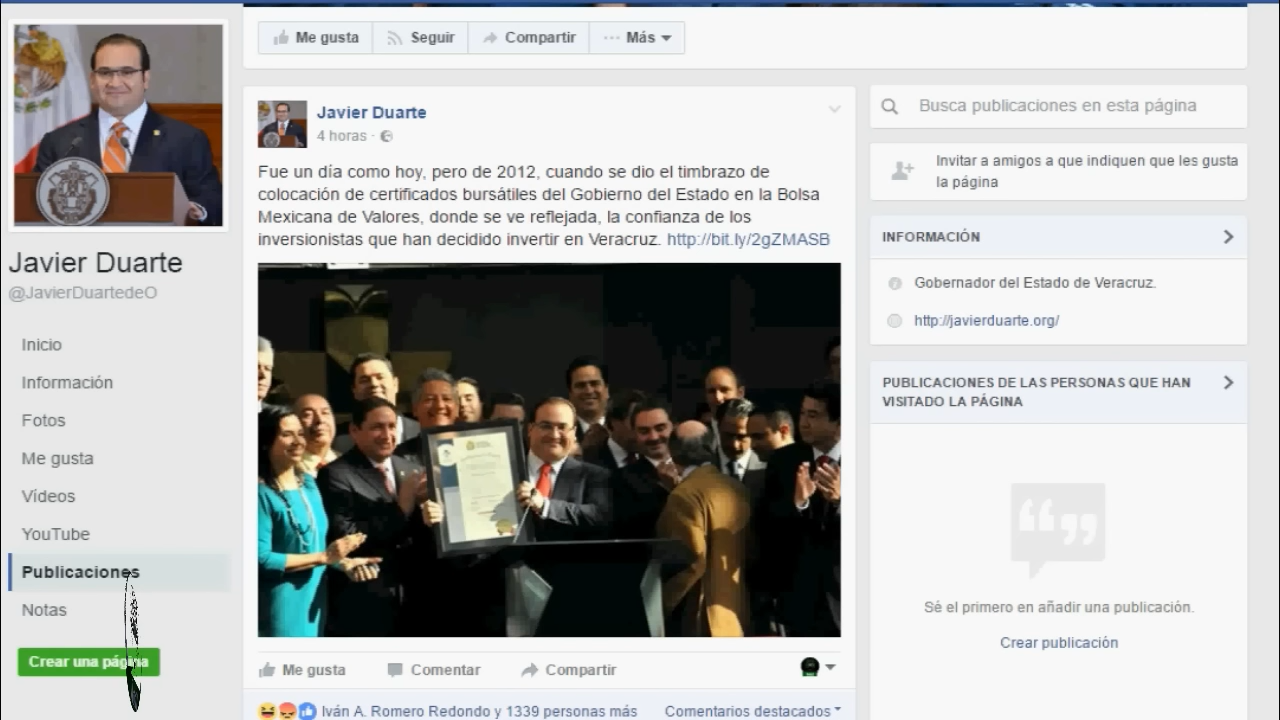 Me gusta
Seguir
Compartir
Más
Javier Duarte
4 horas
Fue un día como hoy, pero de 2012, cuando se dio el timbrazo de
colocación de certificados bursátiles del Gobierno del Estado en la Bolsa
Mexicana de Valores, donde se ve reflejada, la confianza de los
inversionistas que han decidido invertir en Veracruz. http://bit.ly/2gZMASB
Javier Duarte
@JavierDuartedeO
Inicio
Información
Fotos
Me gusta
Vídeos
YouTube
Publicaciones
Notas
Crear una página
Me gusta
Comentar
Compartir
Iván A. Romero Redondo y 1339 personas más
Comentarios destacados
Busca publicaciones en esta página
Invitar a amigos a que indiquen que les gusta
la página
INFORMACIÓN
Gobernador del Estado de Veracruz.
http://javierduarte.org/
PUBLICACIONES DE LAS PERSONAS QUE HAN
VISITADO LA PÁGINA
Sé el primero en añadir una publicación.
Crear publicación